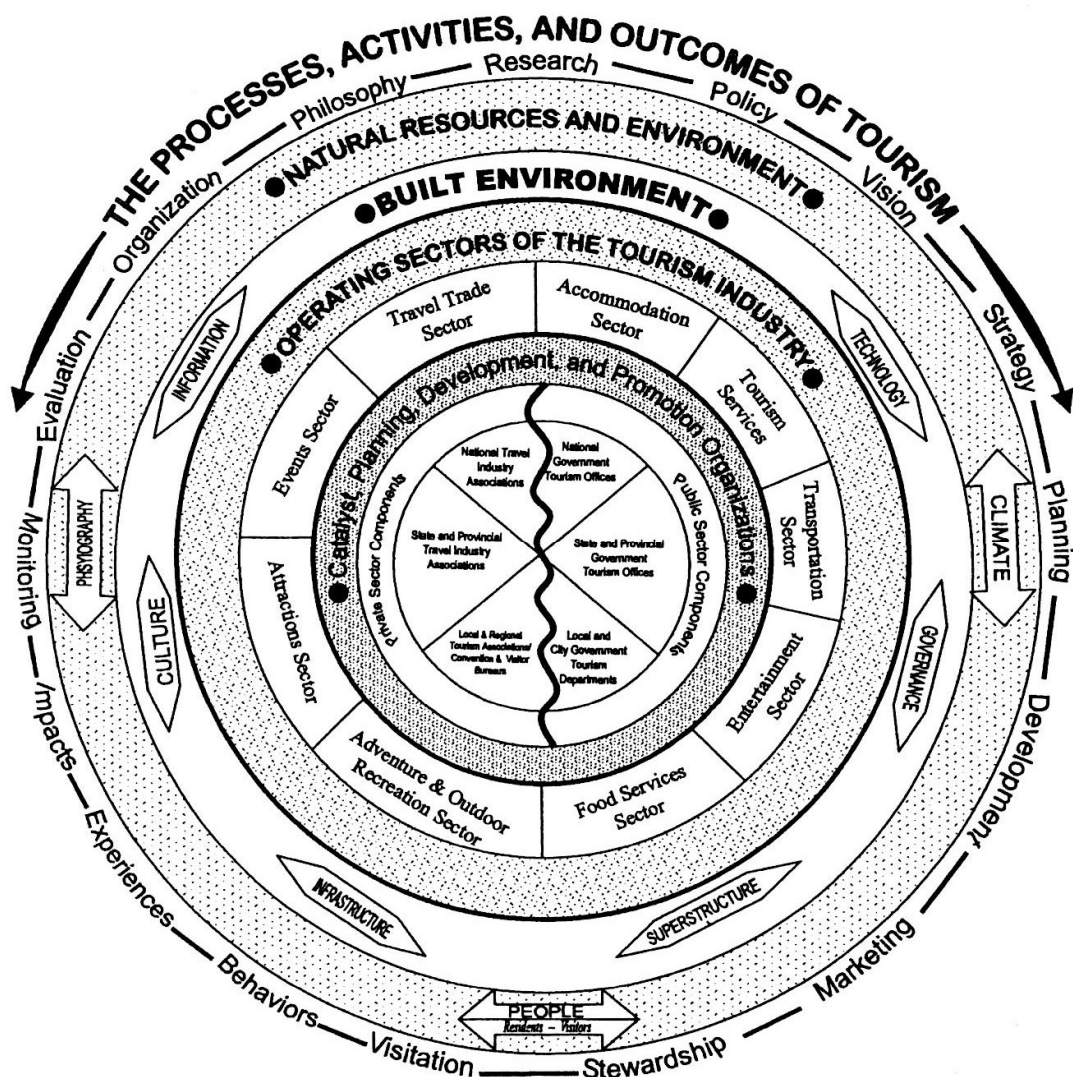 THE PROCESSES, ACTIVITIES, AND OUTCOMES OF TOURISM
Research
Policy
Vision
Strategy
Planning
Development
Marketing
Stewardship
Visitation
Behaviors
Experiences
Impacts
Monitoring
Evaluation
Organization
Philosophy
NATURAL RESOURCES AND ENVIRONMENT
CLIMATE
PEOPLE
Residents – Visitors
PHSYIOGRAPHY
BUILT ENVIRONMENT
TECHNOLOGY
GOVERNANCE
SUPERSTRUCTURE
INFRASTRUCTURE
CULTURE
INFORMATION
OPERATING SECTORS OF THE TOURISM INDUSTRY
Accommodation
Sector
Tourism
Services
Transportation
Sector
Entertainment
Sector
Food Services
Sector
Adventure & Outdoor
Recreation Sector
Attractions Sector
Events Sector
Travel Trade
Sector
Catalyst, Planning, Development, and Promotion Organizations
Private Sector Components
Public Sector Components
National Travel
Industry
Associations
National
Government
Tourism Offices
State and Provincial
Travel Industry
Associations
State and Provincial
Government
Tourism Offices
Local & Regional
Tourism Associations/
Convention & Visitor
Bureaus
Local and
City Government
Tourism
Departments